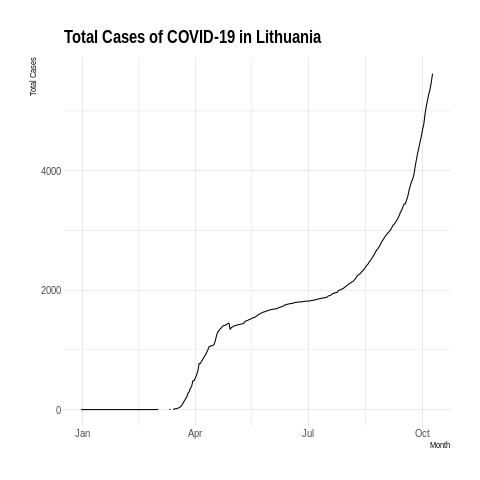 Total Cases of COVID-19 in Lithuania
Total Cases
4000
2000
0
Jan Apr Jul Oct
Month